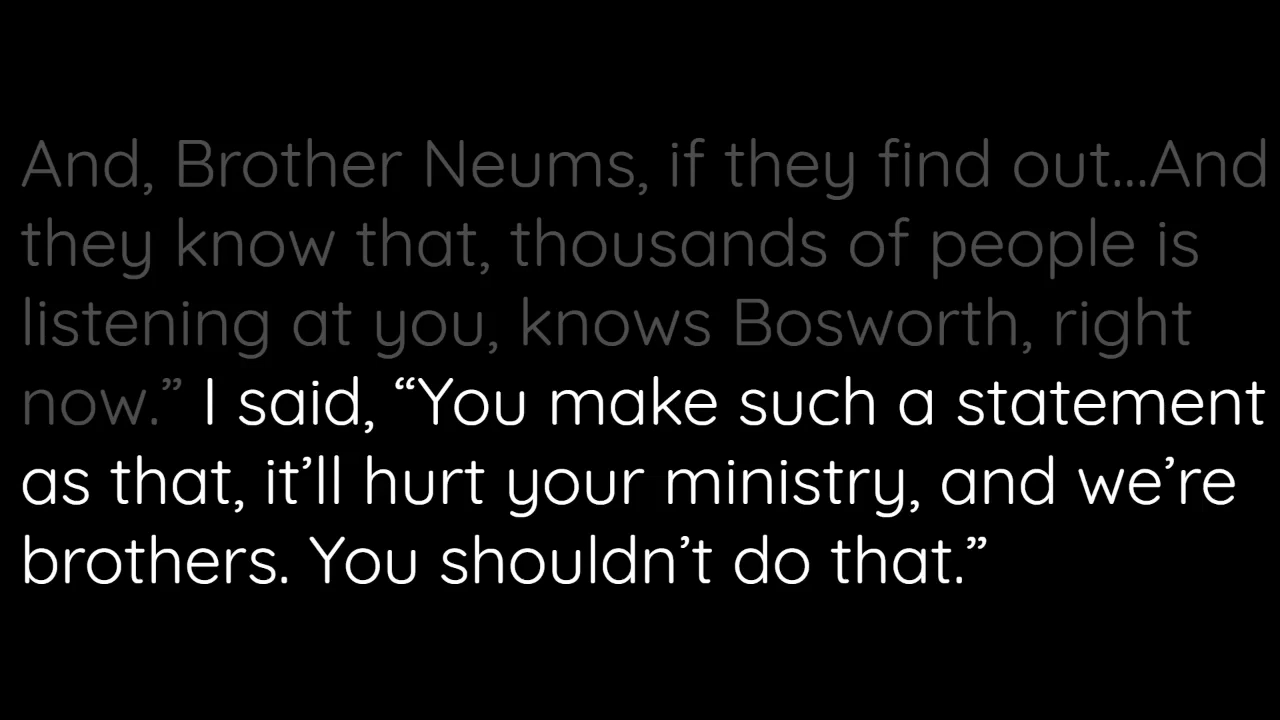 And, Brother Neums, if they find out...And
they know that, thousands of people is
listening at you, knows Bosworth, right
now.” I said, “You make such a statement
as that, it’ll hurt your ministry, and we’re
brothers. You shouldn’t do that.”